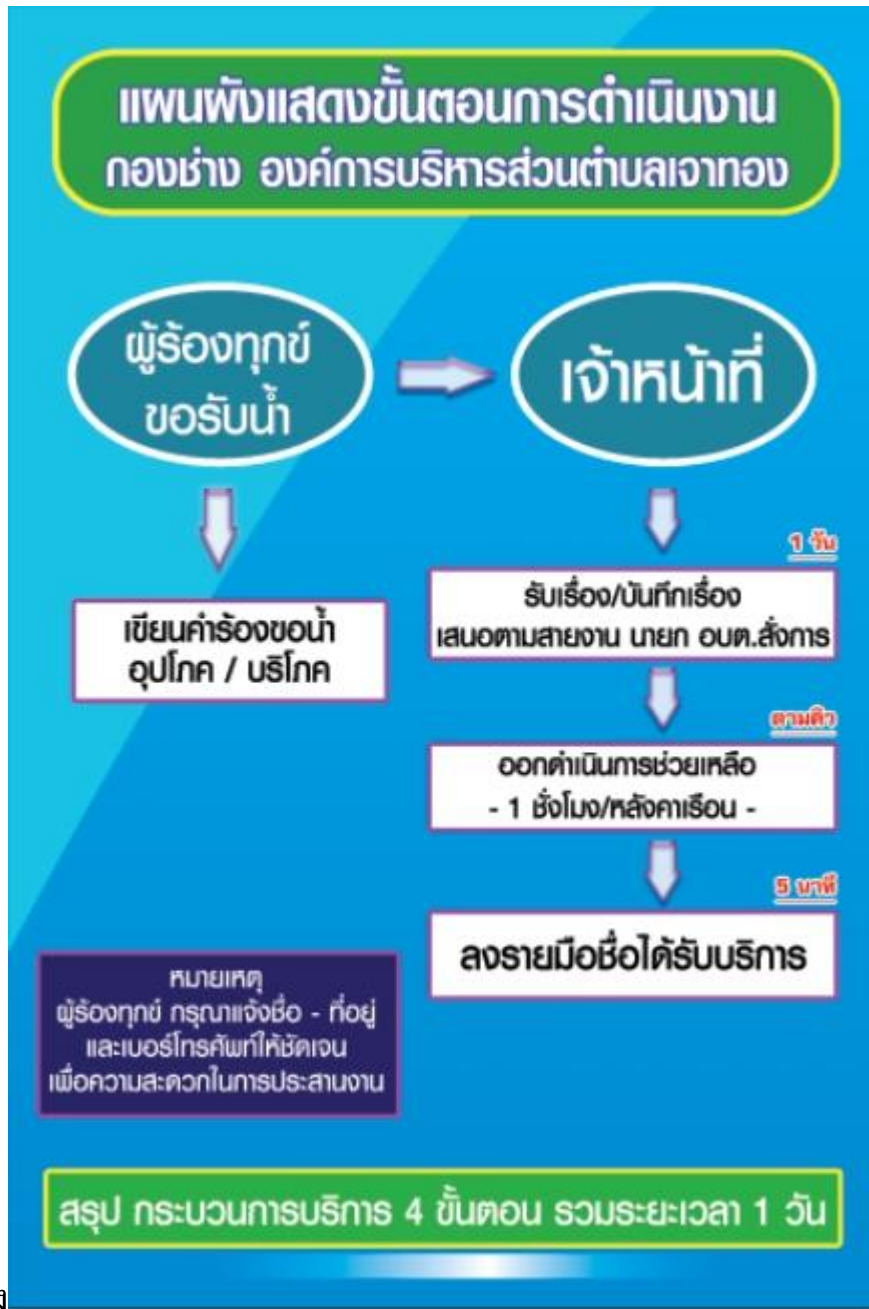 แผนผังแสดงขั้นตอนการดำเนินงาน
กองช่าง องค์การบริหารส่วนตำบลเจาทอง
ผู้ร้องทุกข์
ขอรับน้ำ
เจ้าหน้าที่
เขียนคำร้องขอน้ำ
อุปโภค / บริโภค
1 วัน
รับเรื่อง/บันทึกเรื่อง
เสนอตามสายงาน นายก อบต.สั่งการ
ตามคิว
ออกดำเนินการช่วยเหลือ
- 1 ชั่งโมง/หลังคาเรือน -
5 นาที
ลงรายมือชื่อได้รับบริการ
หมายเหตุ
ผู้ร้องทุกข์ กรุณาแจ้งชื่อ - ที่อยู่
และเบอร์โทรศัพท์ให้ชัดเจน
เพื่อความสะดวกในการประสานงาน
สรุป กระบวนการบริการ 4 ขั้นตอน รวมระยะเวลา 1 วัน